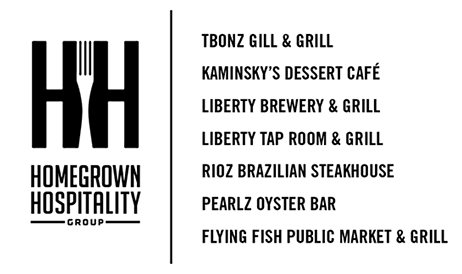 HH
HOMEGROWN
HOSPITALITY
GROUP
TBONZ GILL & GRILL
KAMINSKY'S DESSERT CAFÉ
LIBERTY BREWERY & GRILL
LIBERTY TAP ROOM & GRILL
RIOZ BRAZILIAN STEAKHOUSE
PEARLZ OYSTER BAR
FLYING FISH PUBLIC MARKET & GRILL